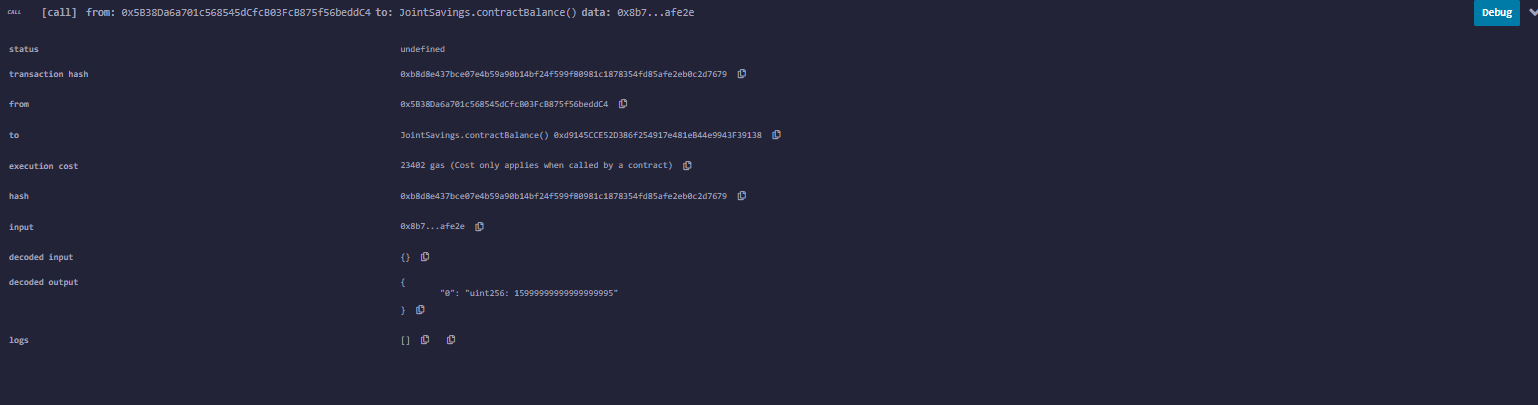 CALL [call] from: 0x5B38Da6a701c568545dCfcB03FcB875f56beddC4 to: JointSavings.contractBalance() data: 0x8b7...afe2e Debug
status undefined
transaction hash 0xb8d8e437bce07e4b59a90b14bf24f599f80981c1878354fd85afe2eb0c2d7679
from 0x5B38Da6a701c568545dCfcB03FcB875f56beddC4
to JointSavings.contractBalance() 0xd9145CCE52D386f254917e481eB44e9943F39138
execution cost 23402 gas (Cost only applies when called by a contract)
hash 0xb8d8e437bce07e4b59a90b14bf24f599f80981c1878354fd85afe2eb0c2d7679
input 0x8b7...afe2e
decoded input {}
decoded output {
"0": "uint256: 15999999999999999995"
}
logs []